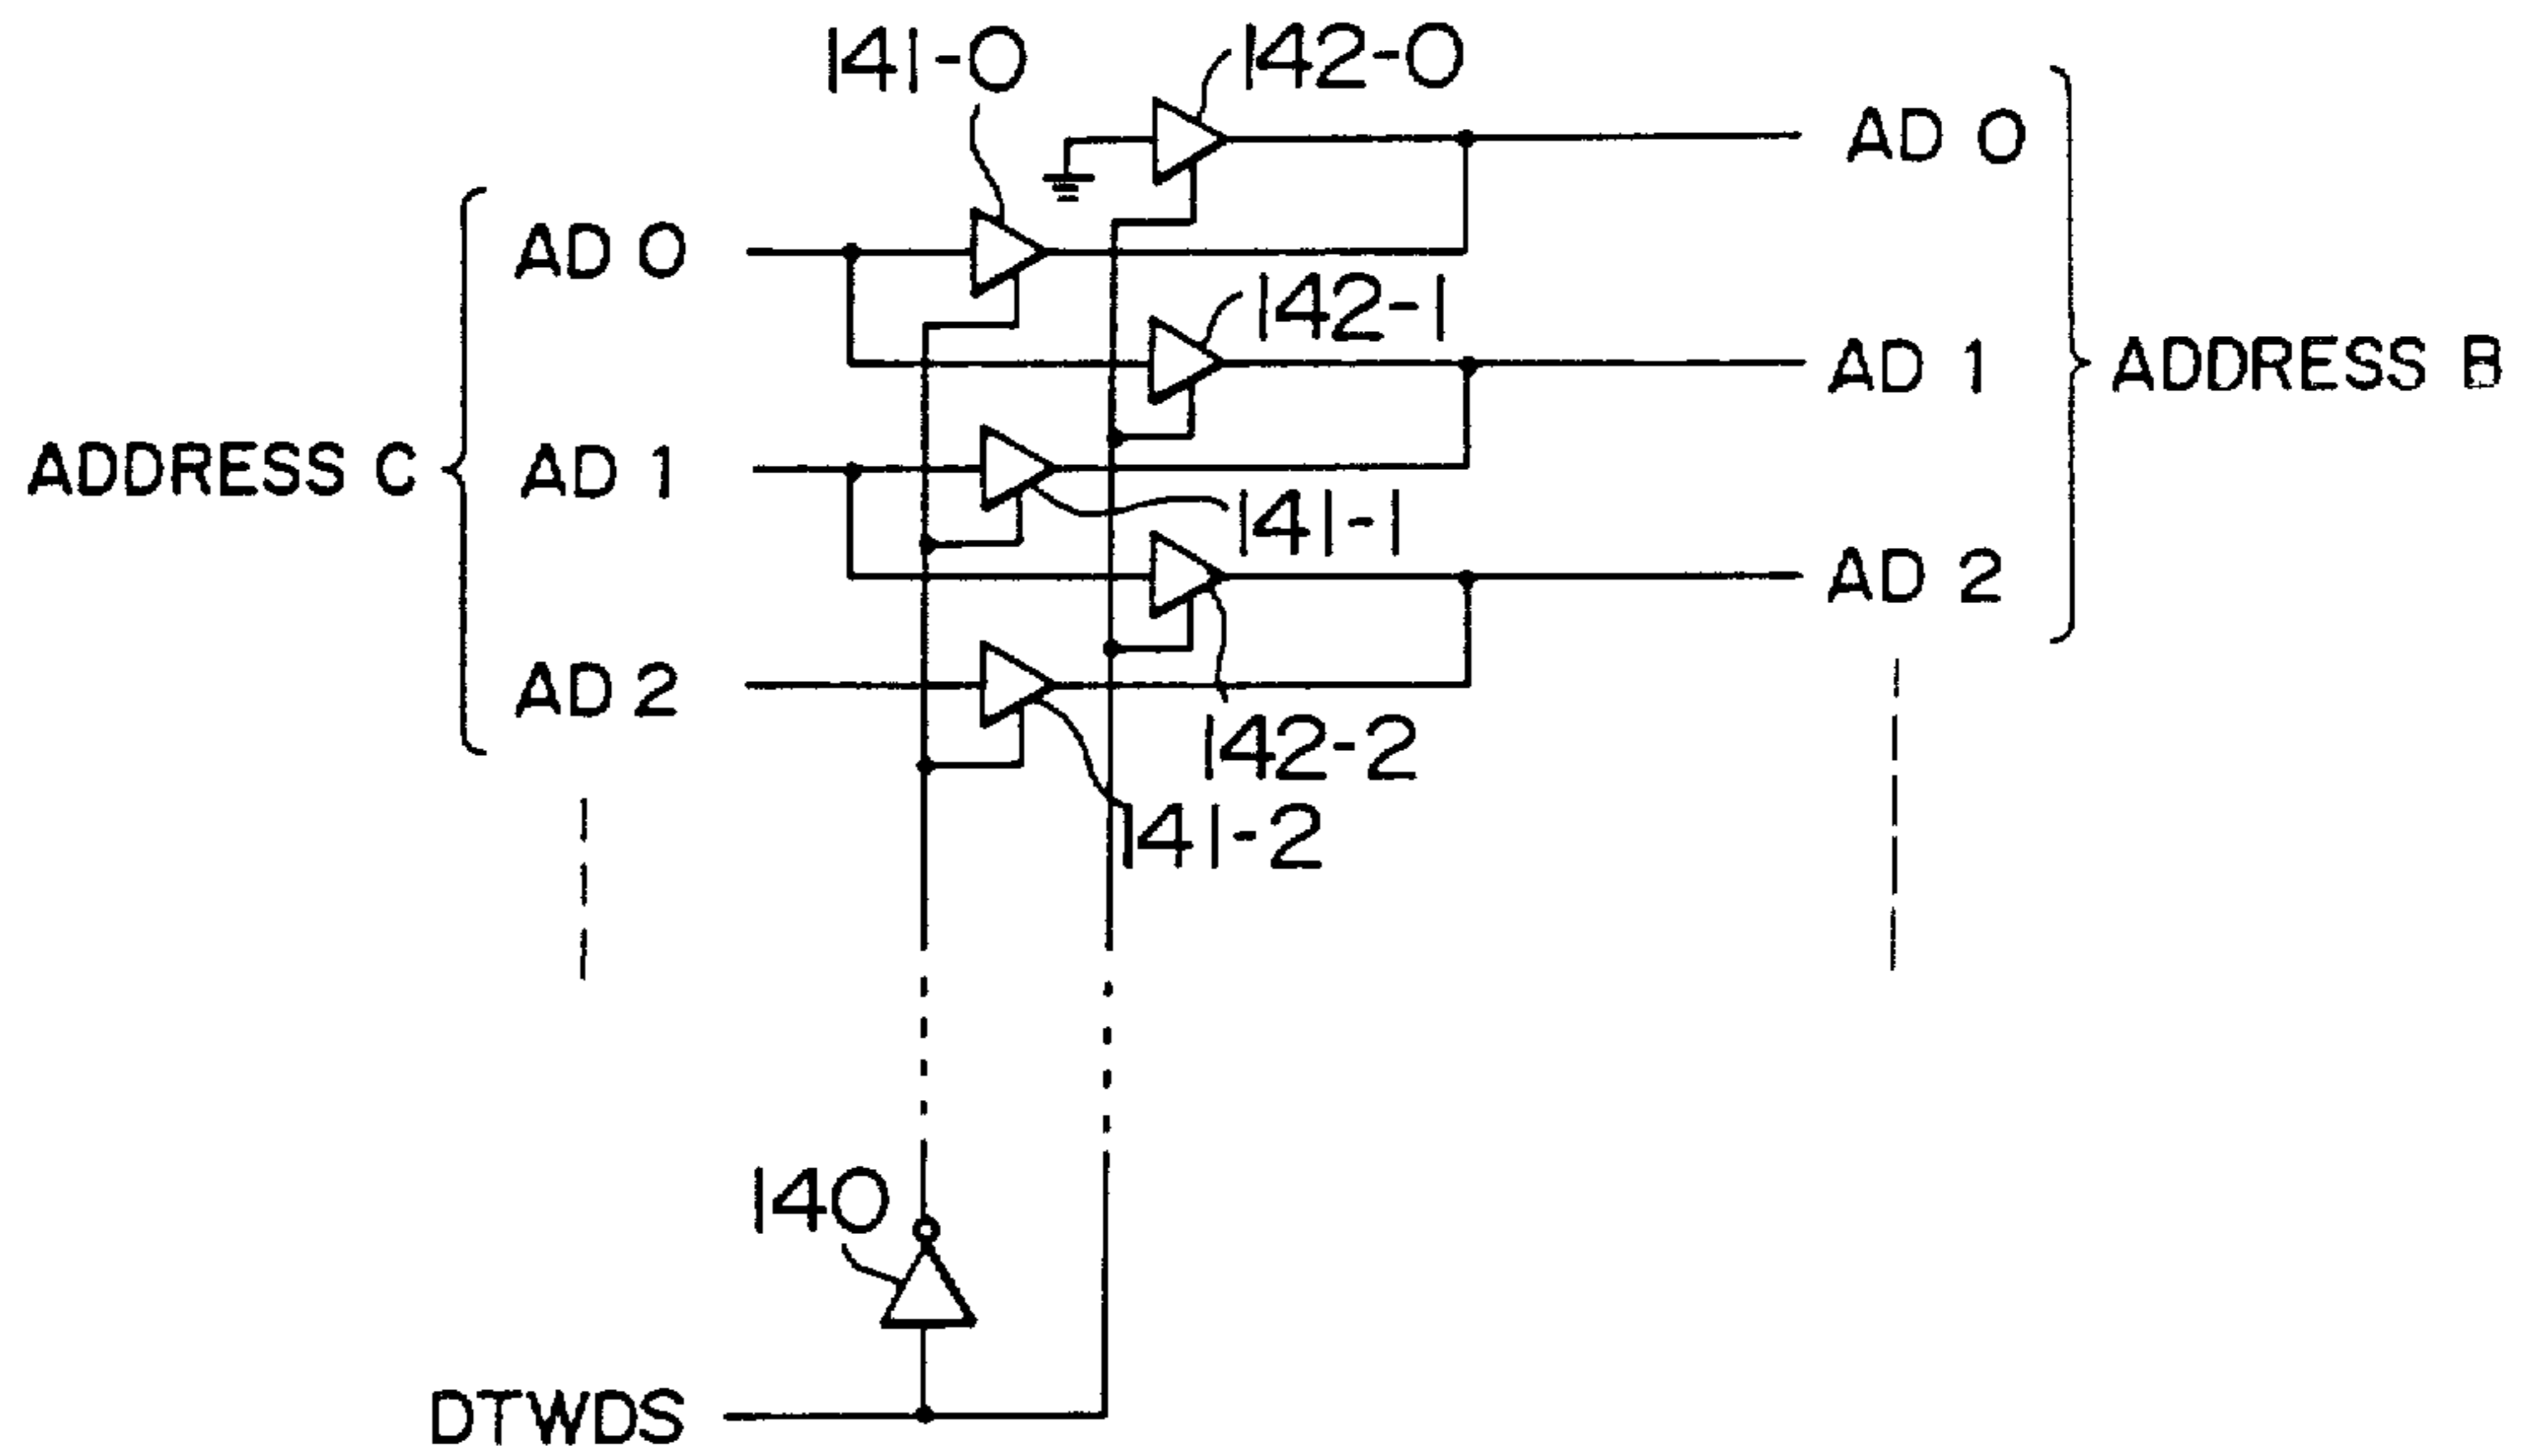 141-0
142-0
AD 0
AD 0
142-1
AD 1
ADDRESS B
ADDRESS C
AD 1
141-1
AD 2
AD 2
142-2
141-2
140
DTWDS